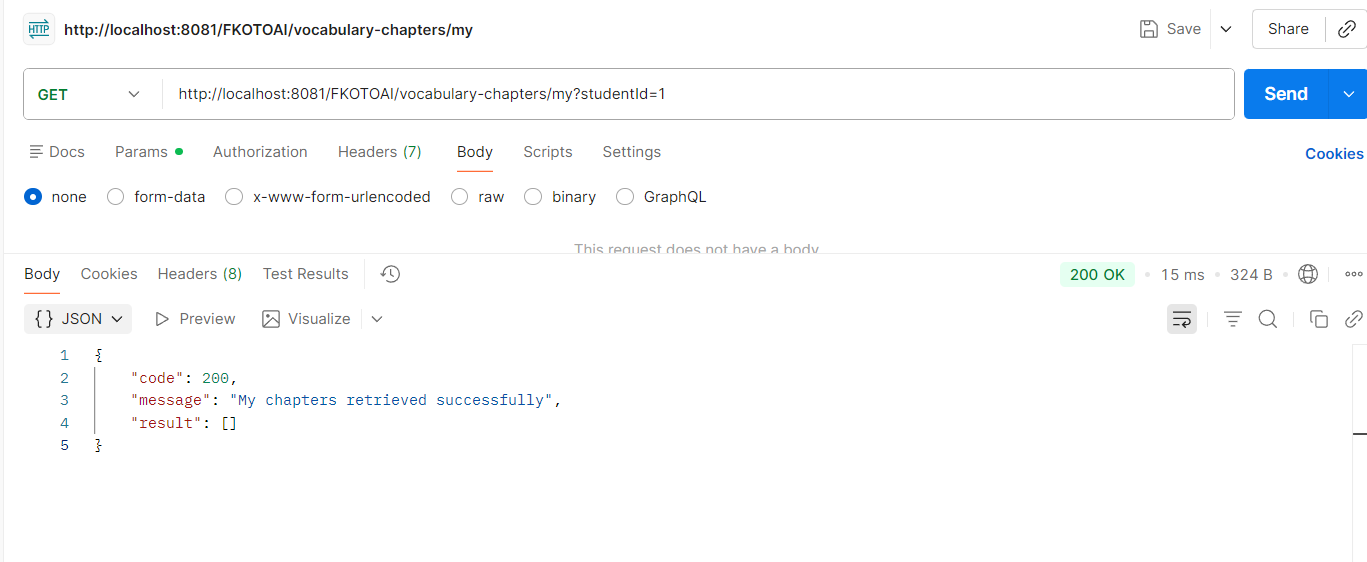 HTTP http://localhost:8081/FKOTOAI/vocabulary-chapters/my Save Share
GET http://localhost:8081/FKOTOAI/vocabulary-chapters/my?studentId=1 Send
Docs Params Authorization Headers (7) Body Scripts Settings Cookies
none form-data x-www-form-urlencoded raw binary GraphQL
This request does not have a body
Body Cookies Headers (8) Test Results 200 OK • 15 ms • 324 B •
{} JSON Preview Visualize
1 {
2 "code": 200,
3 "message": "My chapters retrieved successfully",
4 "result": []
5 }